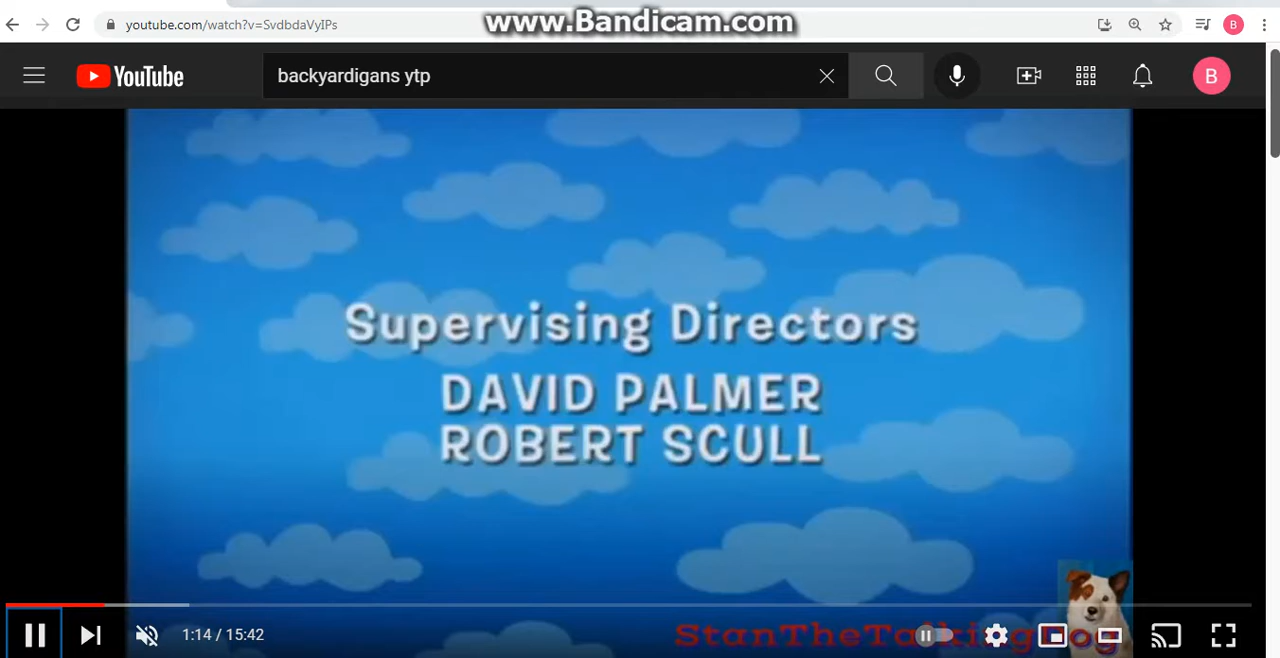 www.Bandicam.com
youtube.com/watch?v=SvdbdaVyIPs
B
YouTube
backyardigans ytp
B
Supervising Directors
DAVID PALMER
ROBERT SCULL
StanTheTalkingDog
1:14 / 15:42